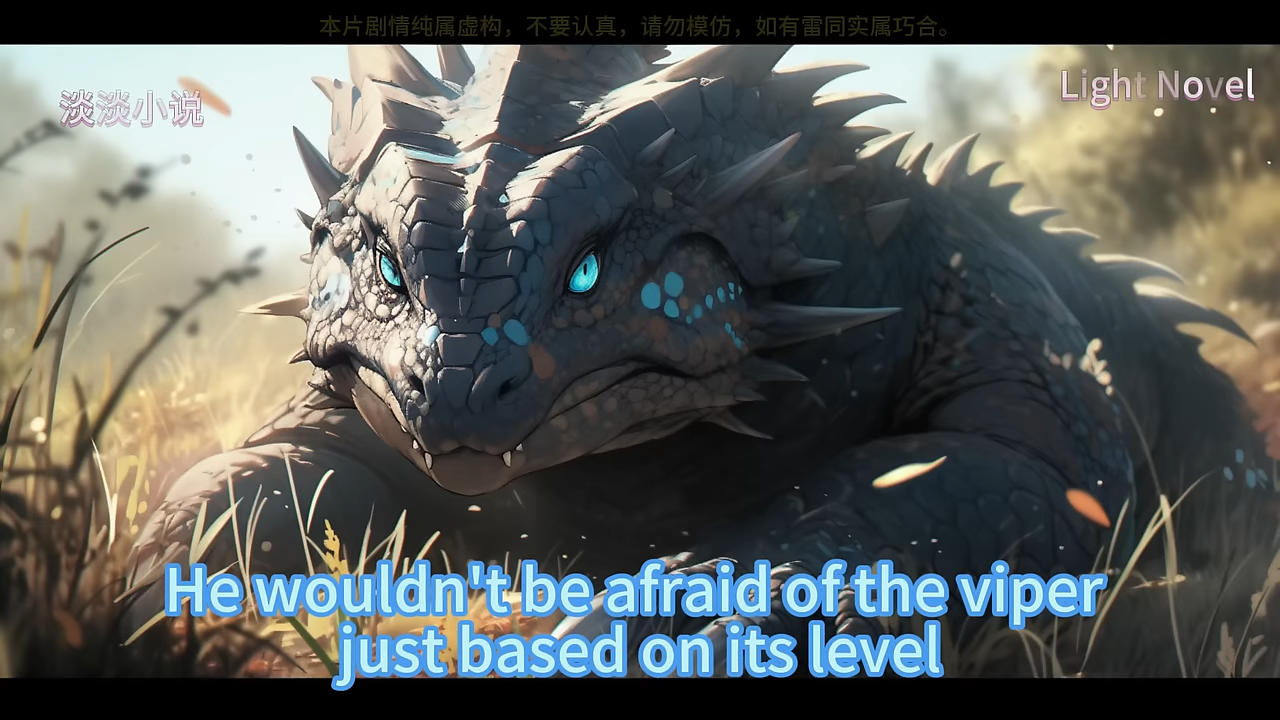 本片剧情纯属虚构，不要认真，请勿模仿，如有雷同实属巧合。
淡淡小说
Light Novel
He wouldn't be afraid of the viper
just based on its level